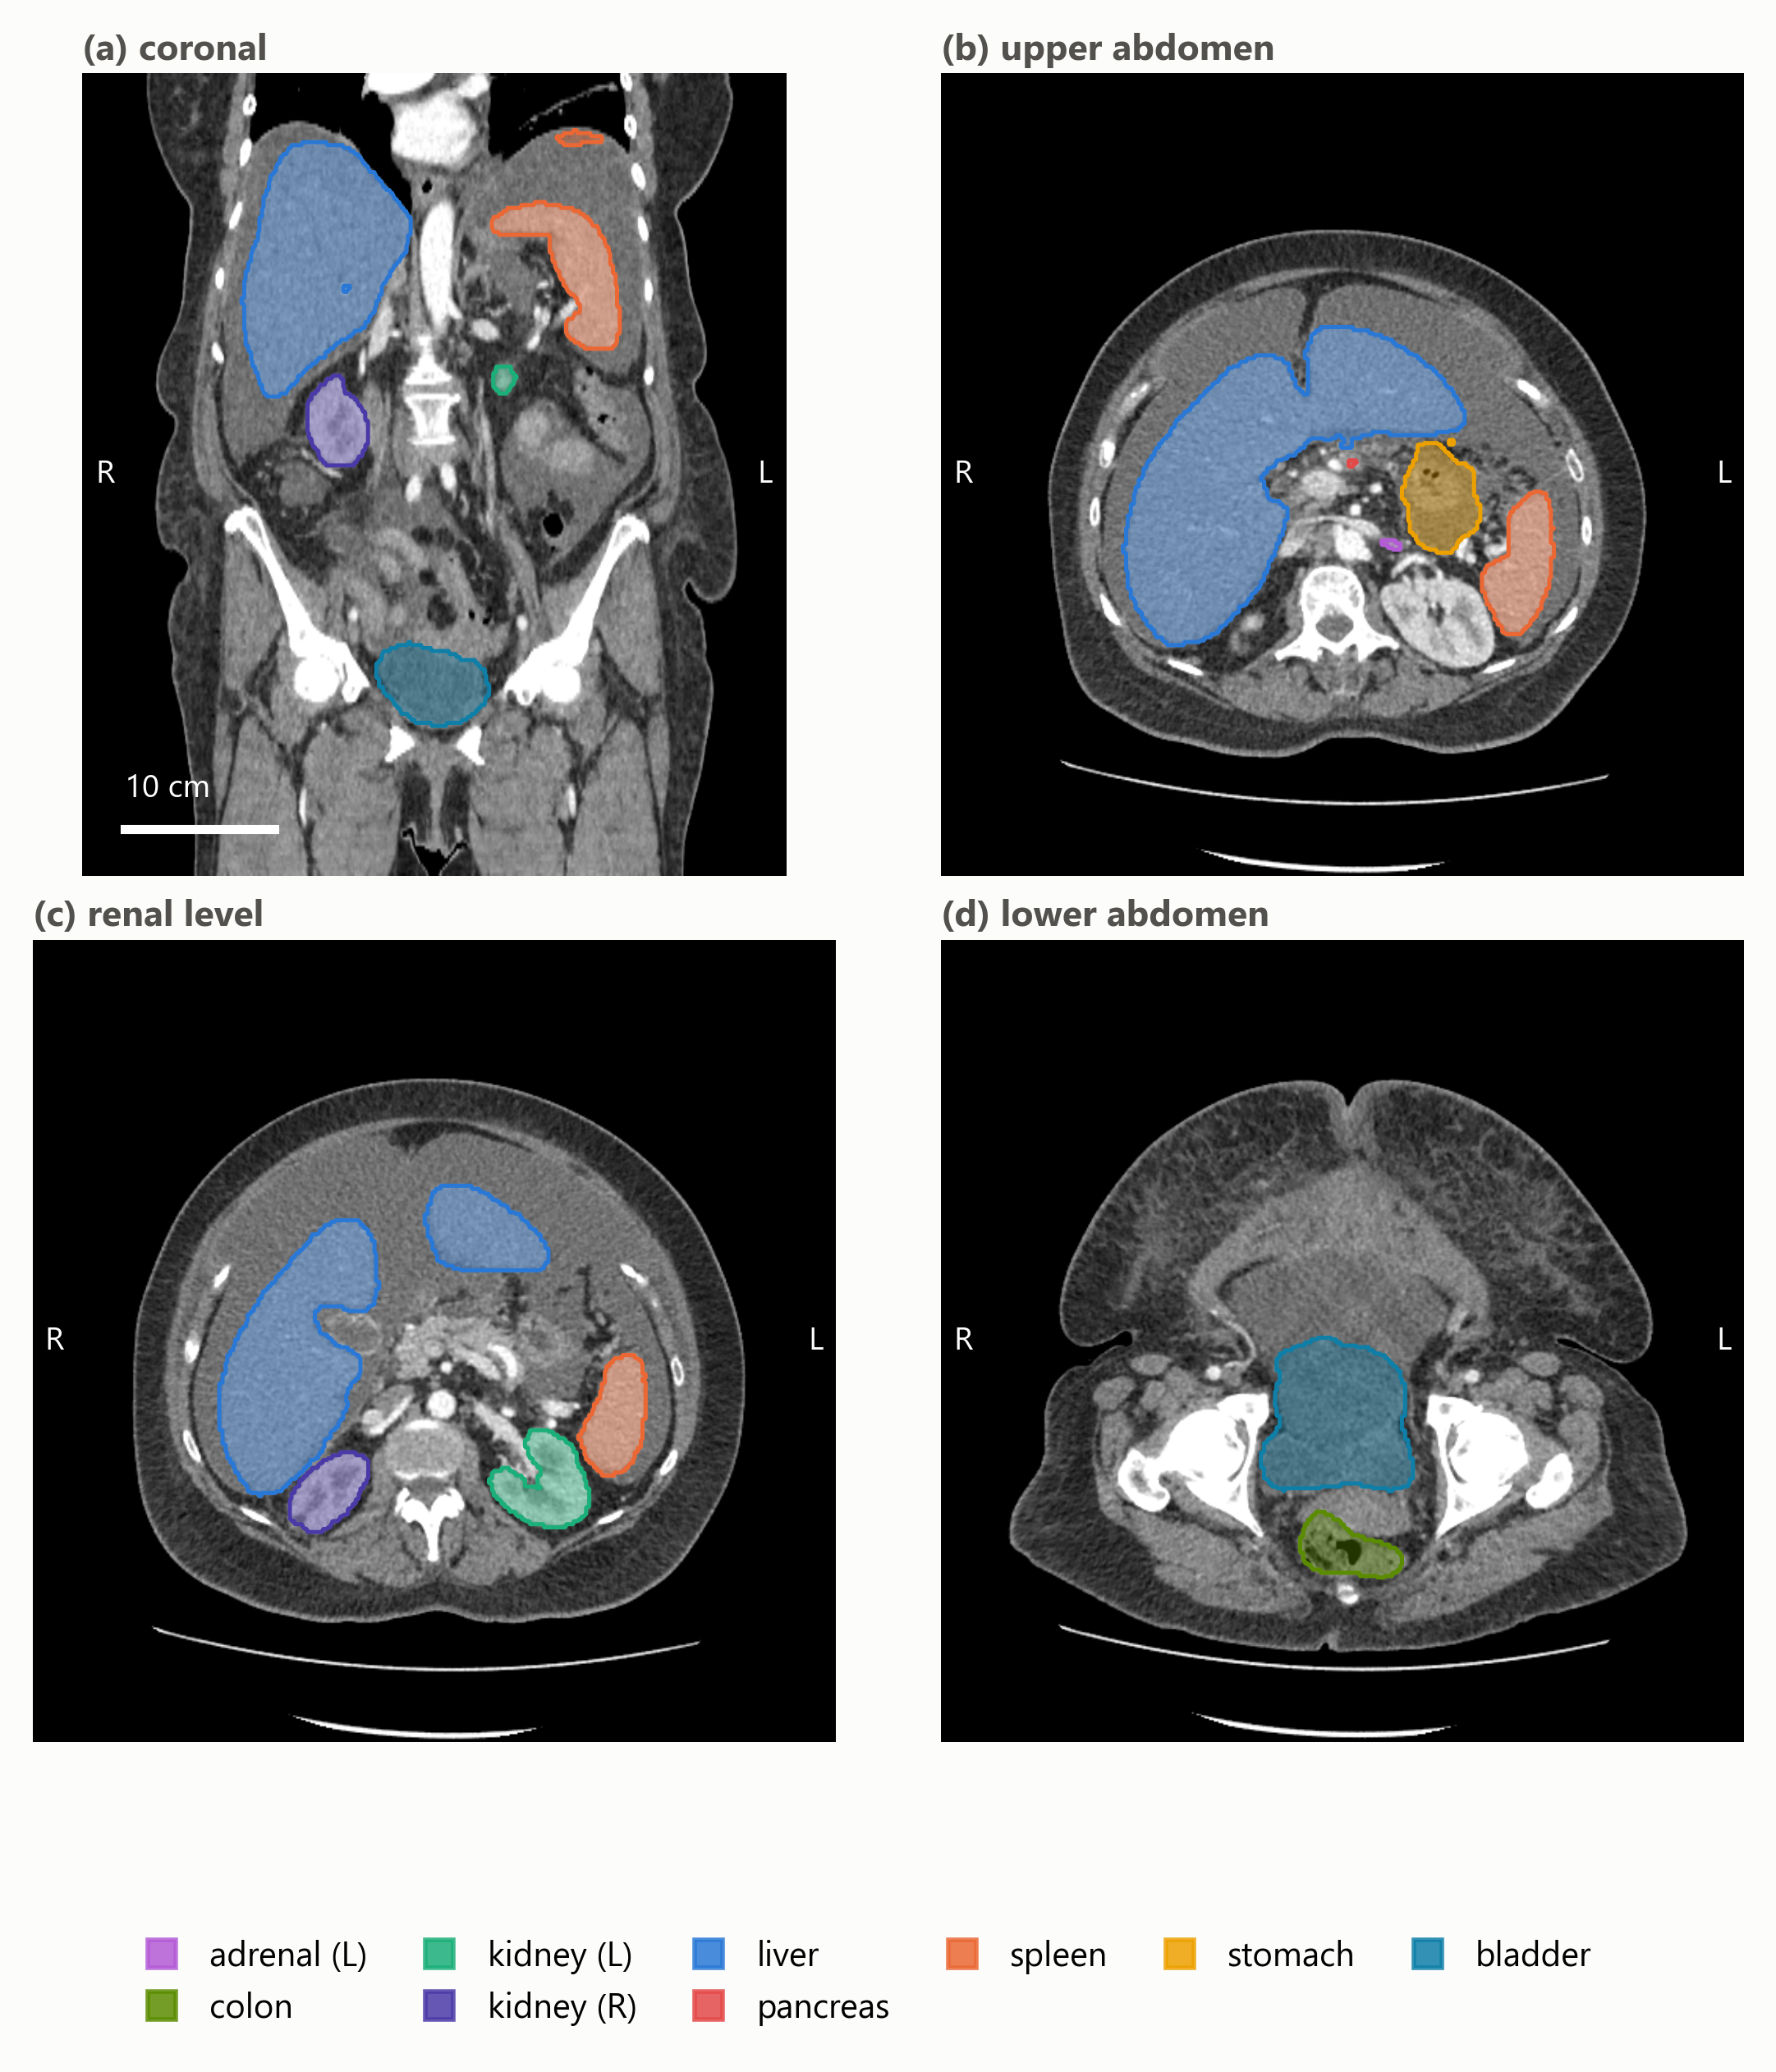 (a) coronal
(b) upper abdomen
R
L
10 cm
R
L
(c) renal level
(d) lower abdomen
R
L
R
L
adrenal (L)
kidney (L)
liver
spleen
stomach
bladder
colon
kidney (R)
pancreas